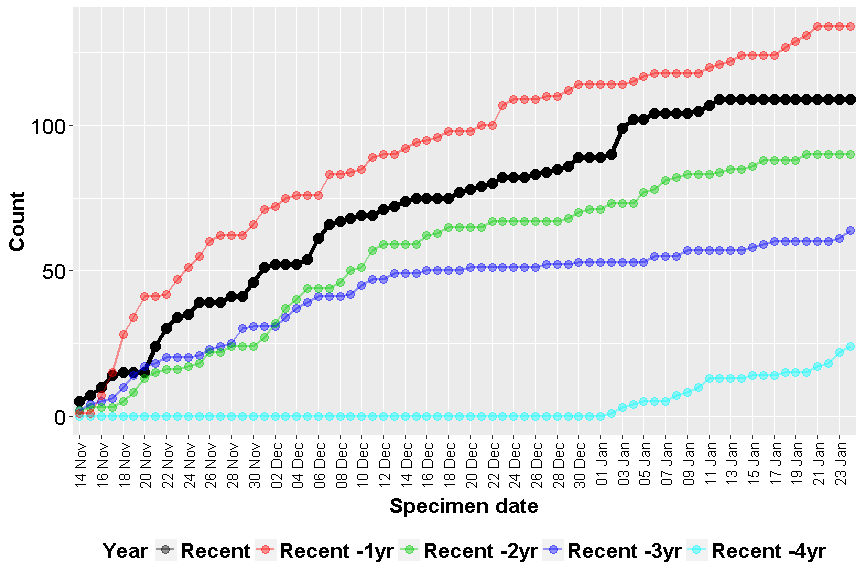 100
50
0
Count
14 Nov
16 Nov
18 Nov
20 Nov
22 Nov
24 Nov
26 Nov
28 Nov
30 Nov
02 Dec
04 Dec
06 Dec
08 Dec
10 Dec
12 Dec
14 Dec
16 Dec
18 Dec
20 Dec
22 Dec
24 Dec
26 Dec
28 Dec
30 Dec
01 Jan
03 Jan
05 Jan
07 Jan
09 Jan
11 Jan
13 Jan
15 Jan
17 Jan
19 Jan
21 Jan
23 Jan
Specimen date
Year Recent Recent -1yr Recent -2yr Recent -3yr Recent -4yr